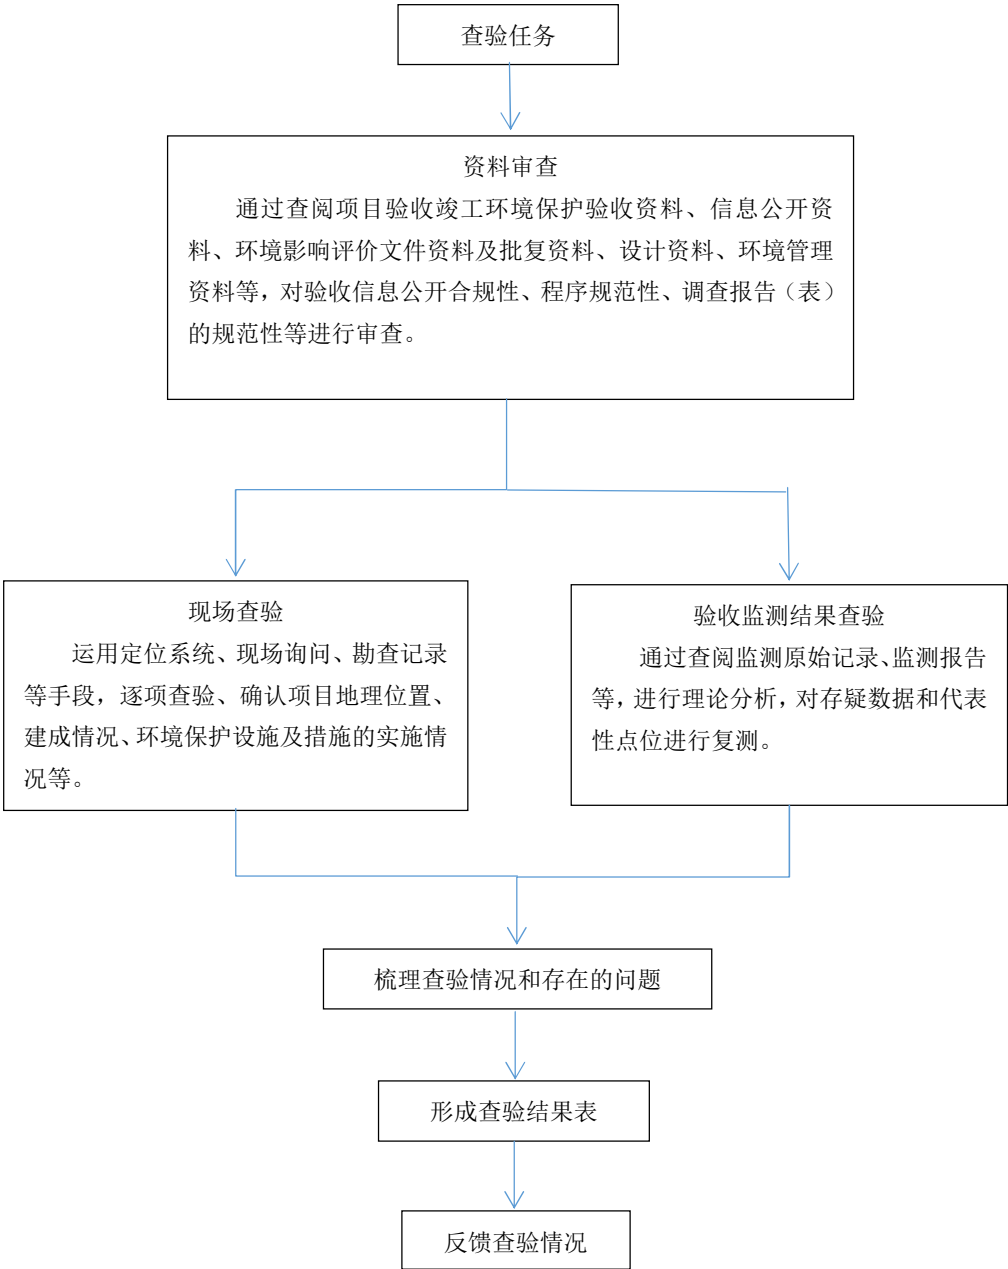 查验任务
资料审查
通过查阅项目验收竣工环境保护验收资料、信息公开资
料、环境影响评价文件资料及批复资料、设计资料、环境管理
资料等，对验收信息公开合规性、程序规范性、调查报告（表）
的规范性等进行审查。
现场查验
运用定位系统、现场询问、勘查记录
等手段，逐项查验、确认项目地理位置、
建成情况、环境保护设施及措施的实施情
况等。
验收监测结果查验
通过查阅监测原始记录、监测报告
等，进行理论分析，对存疑数据和代表
性点位进行复测。
梳理查验情况和存在的问题
形成查验结果表
反馈查验情况